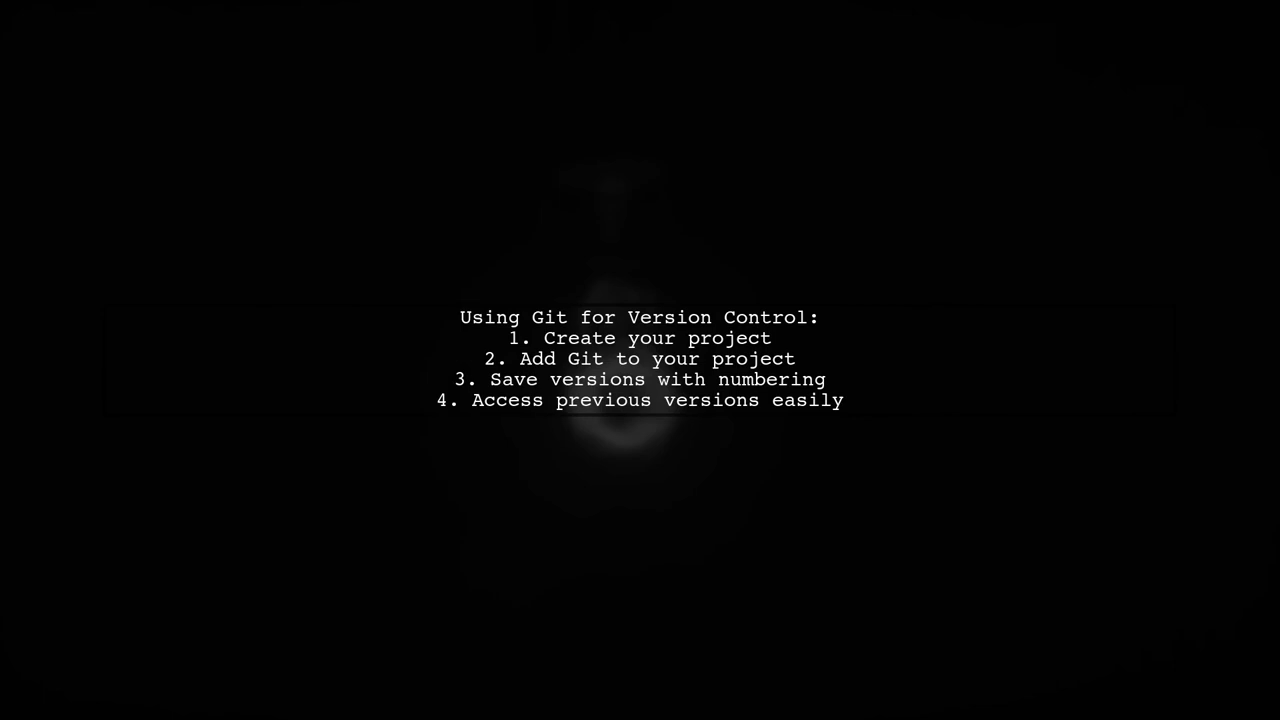 Using Git for Version Control:
1. Create your project
2. Add Git to your project
3. Save versions with numbering
4. Access previous versions easily